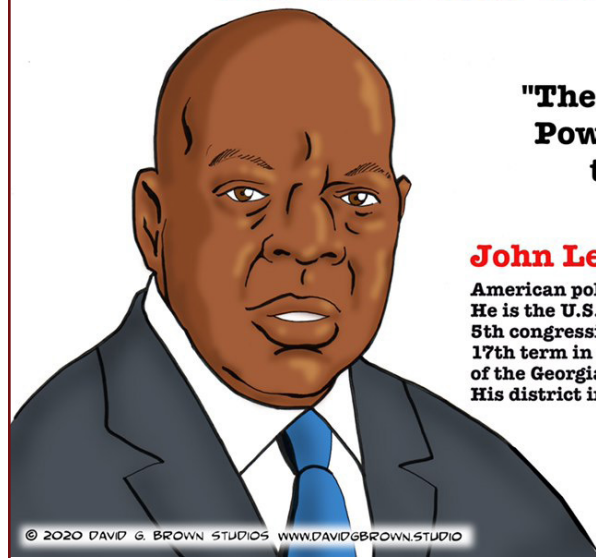 "The
Pow
t
John Le
American pol
He is the U.S.
5th congressi
17th term in
of the Georgia
His district i
© 2020 DAVID G. BROWN STUDIOS WWW.DAVIDGBROWN.STUDIO